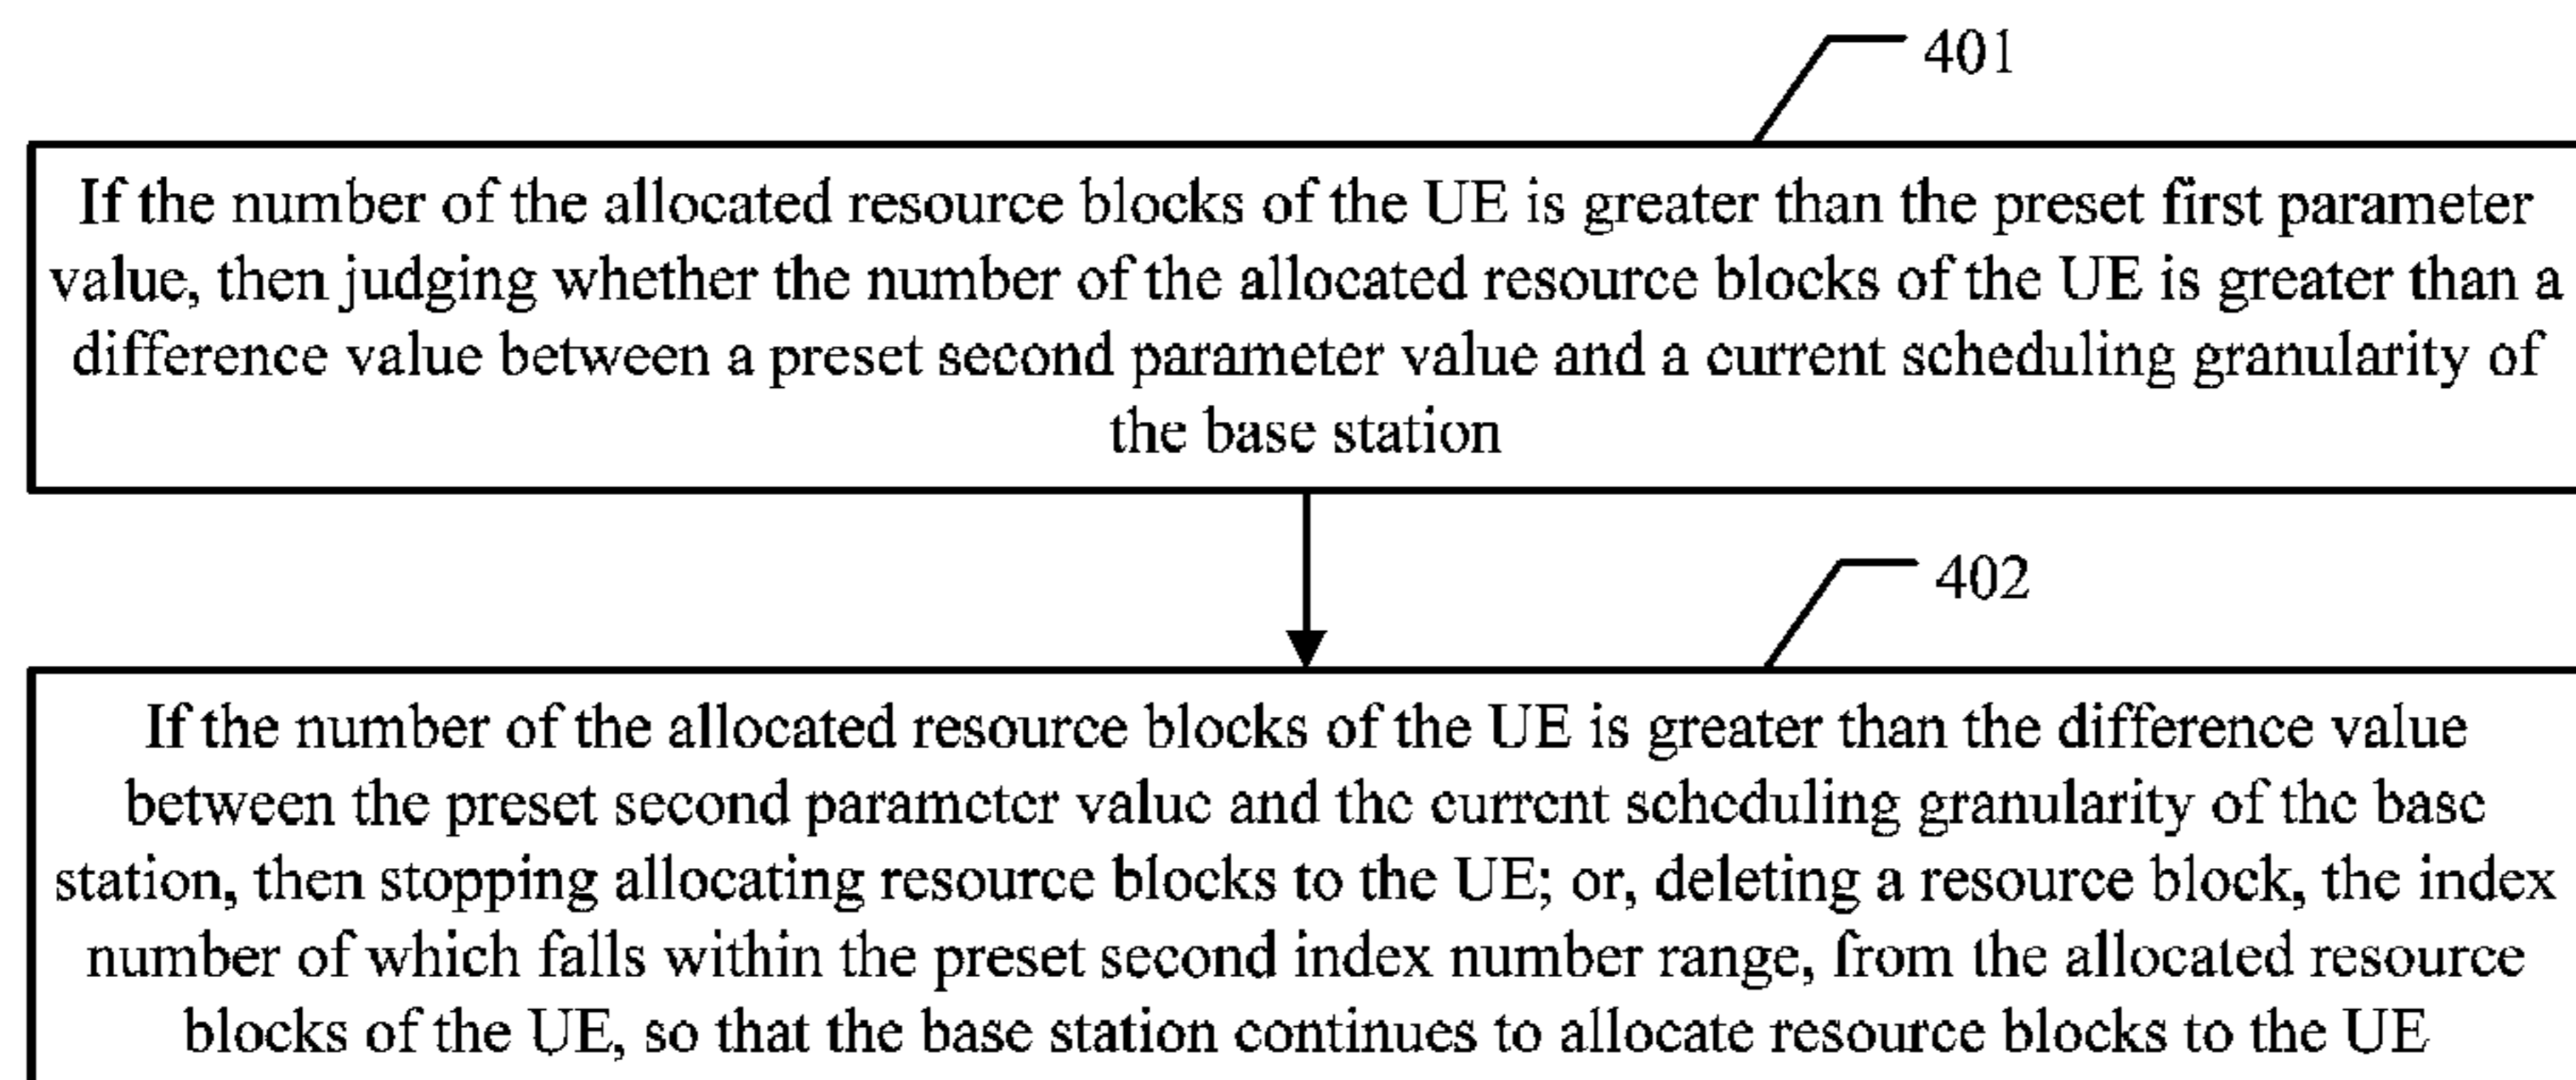 401
If the number of the allocated resource blocks of the UE is greater than the preset first parameter
value, then judging whether the number of the allocated resource blocks of the UE is greater than a
difference value between a preset second parameter value and a current scheduling granularity of
the base station
402
If the number of the allocated resource blocks of the UE is greater than the difference value
between the preset second parameter value and the current scheduling granularity of the base
station, then stopping allocating resource blocks to the UE; or, deleting a resource block, the index
number of which falls within the preset second index number range, from the allocated resource
blocks of the UE, so that the base station continues to allocate resource blocks to the UE